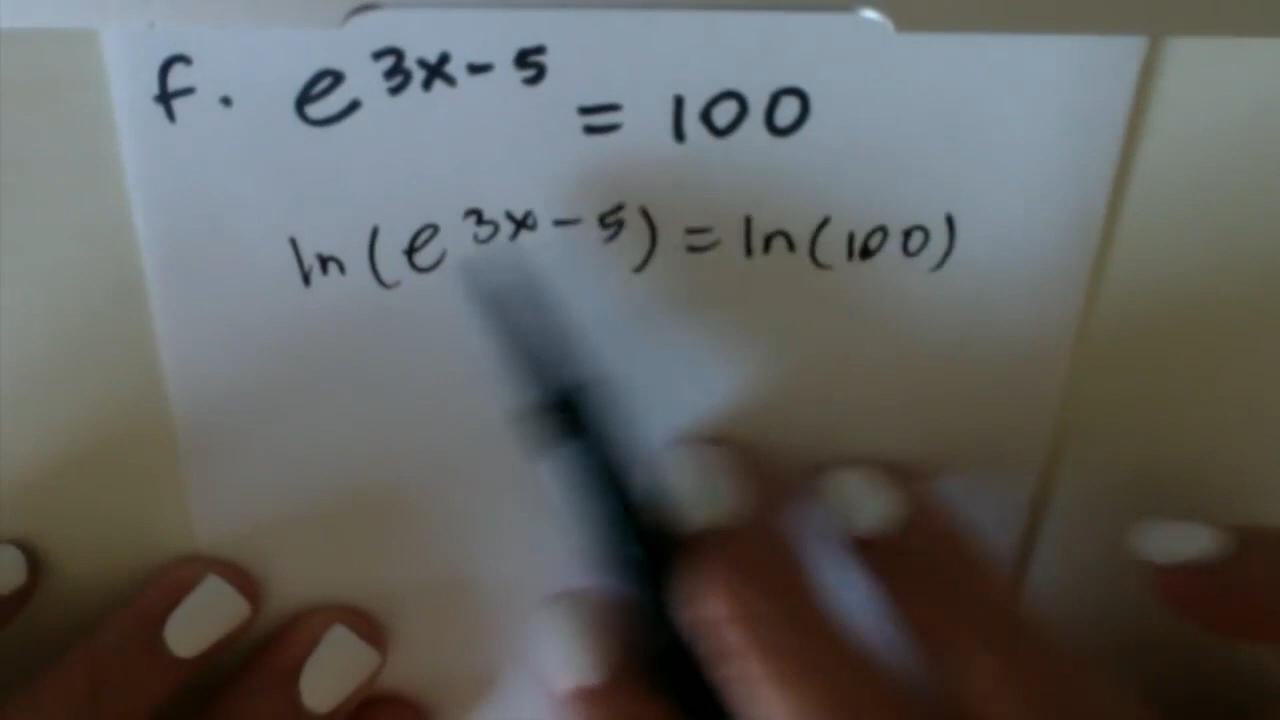 f. e^{3x-5} = 100
ln(e^{3x-5}) = ln(100)